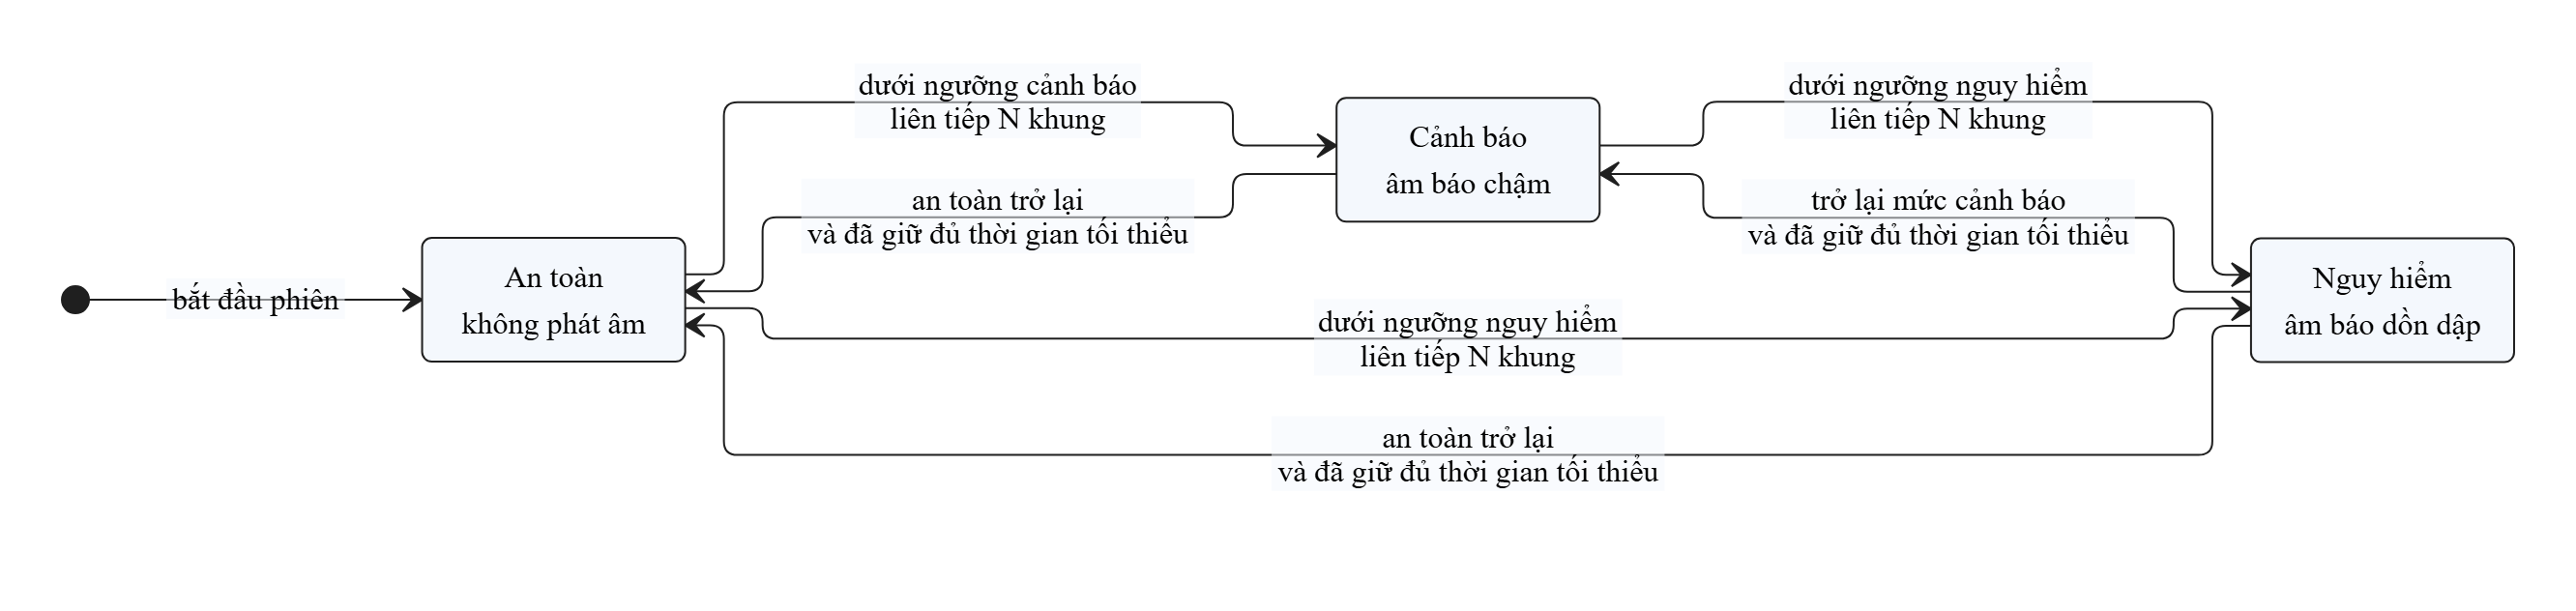 bắt đầu phiên
An toàn
không phát âm
dưới ngưỡng cảnh báo
liên tiếp N khung
an toàn trở lại
và đã giữ đủ thời gian tối thiểu
Cảnh báo
âm báo chậm
dưới ngưỡng nguy hiểm
liên tiếp N khung
trở lại mức cảnh báo
và đã giữ đủ thời gian tối thiểu
Nguy hiểm
âm báo dồn dập
dưới ngưỡng nguy hiểm
liên tiếp N khung
an toàn trở lại
và đã giữ đủ thời gian tối thiểu